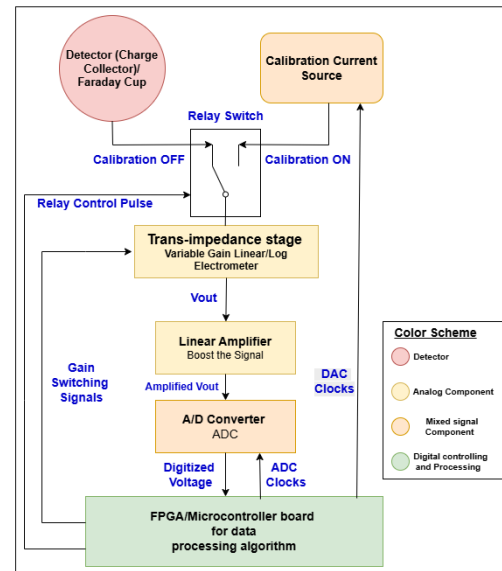 Detector (Charge
Collector)/
Faraday Cup
Calibration Current
Source
Relay Switch
Calibration OFF
Calibration ON
Relay Control Pulse
Trans-impedance stage
Variable Gain Linear/Log
Electrometer
Vout
Linear Amplifier
Boost the Signal
Gain
Switching
Signals
DAC
Clocks
Amplified Vout
A/D Converter
ADC
Digitized
Voltage
ADC
Clocks
FPGA/Microcontroller board
for data
processing algorithm
Color Scheme
Detector
Analog Component
Mixed signal
Component
Digital controlling
and Processing